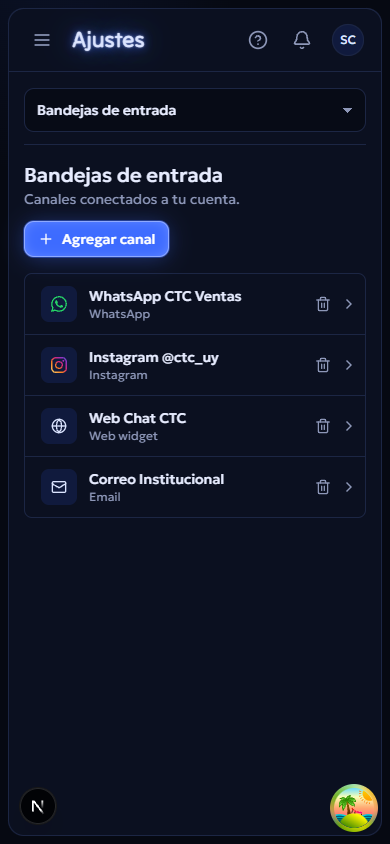 Ajustes
SC
Bandejas de entrada
Bandejas de entrada
Canales conectados a tu cuenta.
+ Agregar canal
WhatsApp CTC Ventas
WhatsApp
Instagram @ctc_uy
Instagram
Web Chat CTC
Web widget
Correo Institucional
Email
N